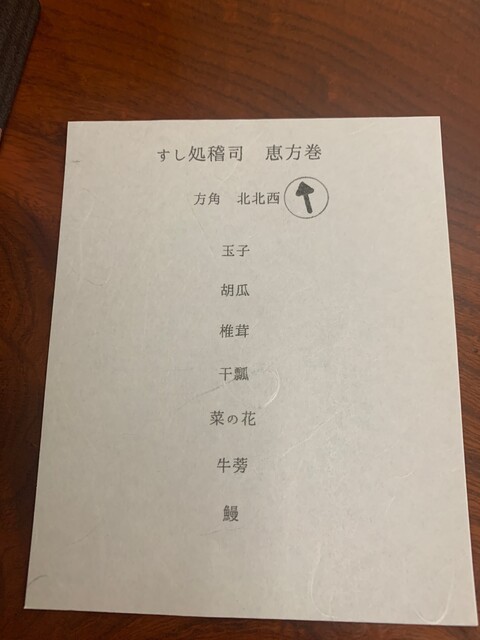 すし処稽司　恵方巻
方角　北北西
玉子
胡瓜
椎茸
干瓢
菜の花
牛蒡
鰻